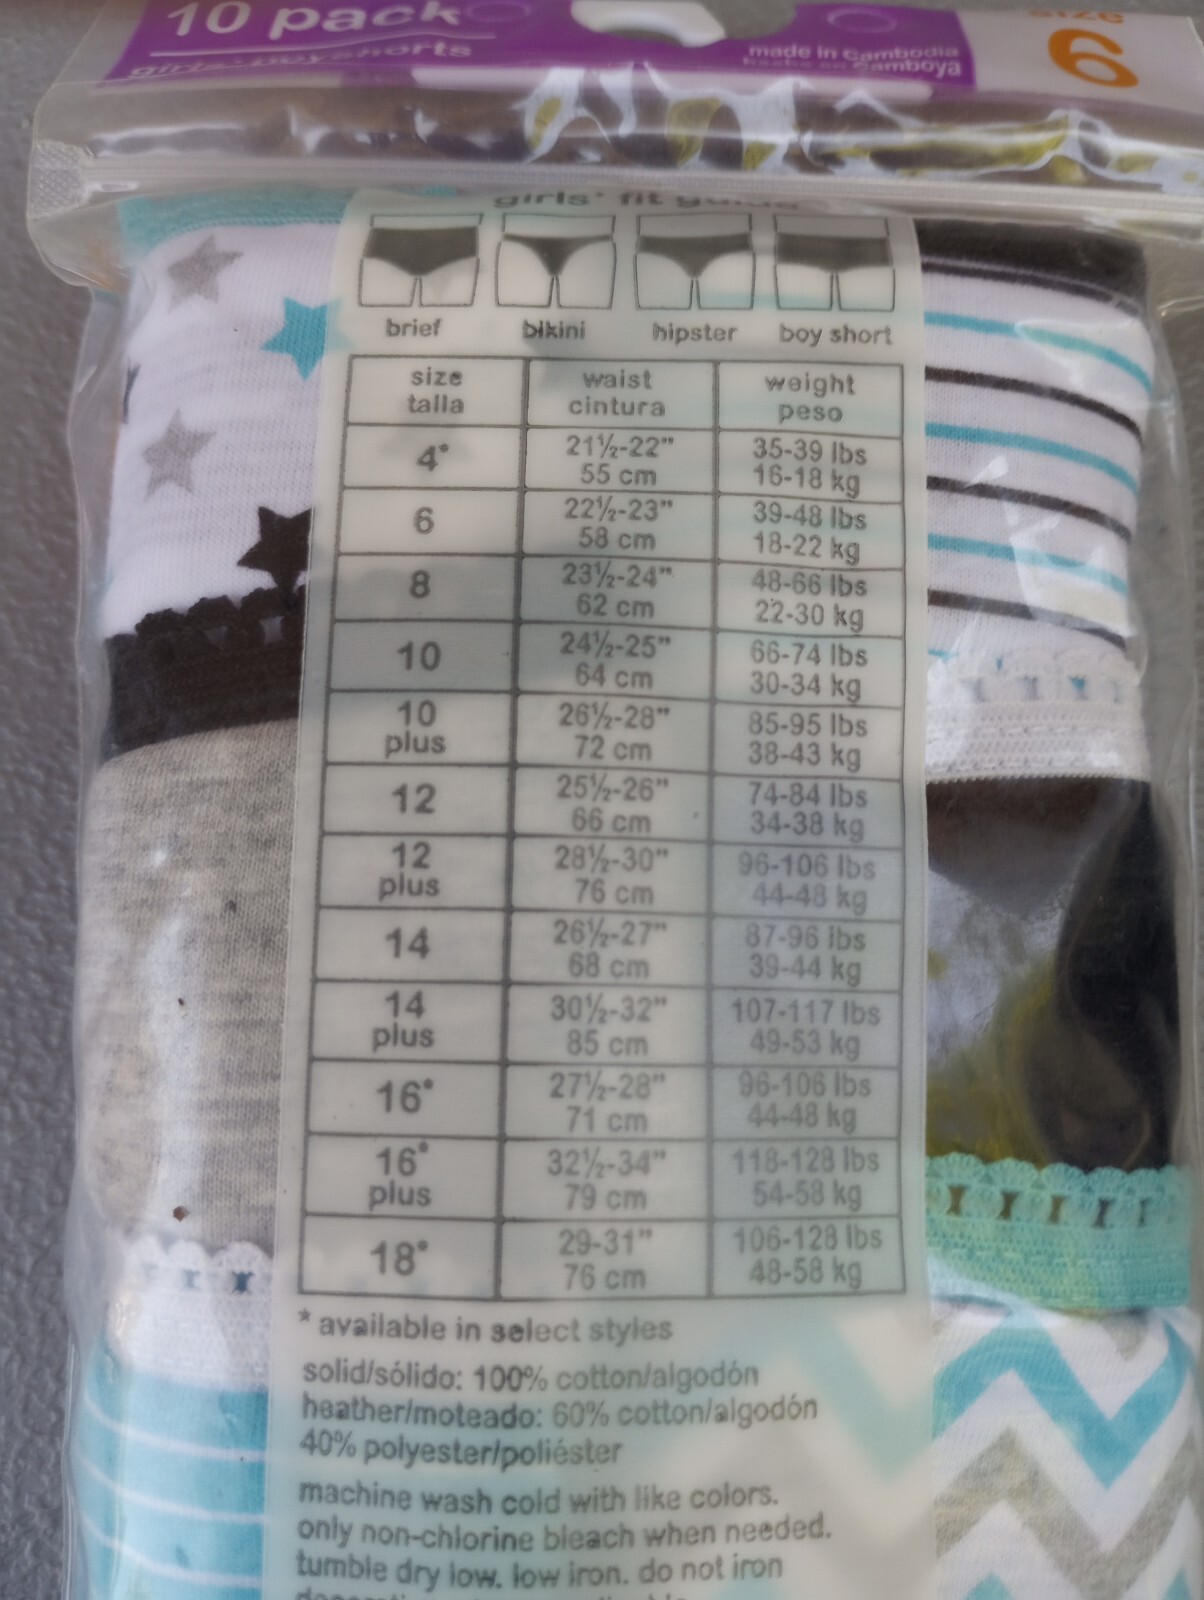 10 pack
girls' boyshorts
made in Cambodia
hecho en Camboya
size
6
girls' fit guide
brief bikini hipster boy short
size waist weight
talla cintura peso
4* 21½-22" 35-39 lbs
55 cm 16-18 kg
6 22½-23" 39-48 lbs
58 cm 18-22 kg
8 23½-24" 48-66 lbs
62 cm 22-30 kg
10 24½-25" 66-74 lbs
64 cm 30-34 kg
10 26½-28" 85-95 lbs
plus 72 cm 38-43 kg
12 25½-26" 74-84 lbs
66 cm 34-38 kg
12 28½-30" 96-106 lbs
plus 76 cm 44-48 kg
14 26½-27" 87-96 lbs
68 cm 39-44 kg
14 30½-32" 107-117 lbs
plus 85 cm 49-53 kg
16* 27½-28" 96-106 lbs
71 cm 44-48 kg
16* 32½-34" 118-128 lbs
plus 79 cm 54-58 kg
18* 29-31" 106-128 lbs
76 cm 48-58 kg
* available in select styles
solid/sólido: 100% cotton/algodón
heather/moteado: 60% cotton/algodón
40% polyester/poliéster
machine wash cold with like colors.
only non-chlorine bleach when needed.
tumble dry low. low iron. do not iron